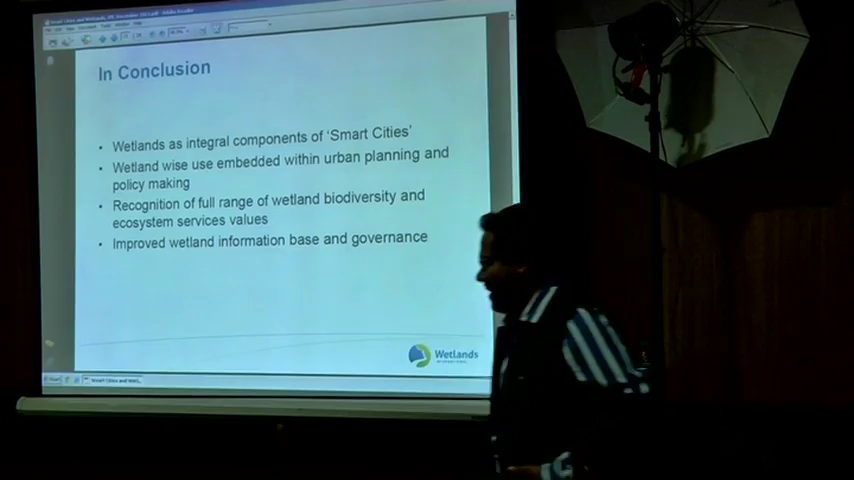 In Conclusion
• Wetlands as integral components of 'Smart Cities'
• Wetland wise use embedded within urban planning and
policy making
• Recognition of full range of wetland biodiversity and
ecosystem services values
• Improved wetland information base and governance
Wetlands